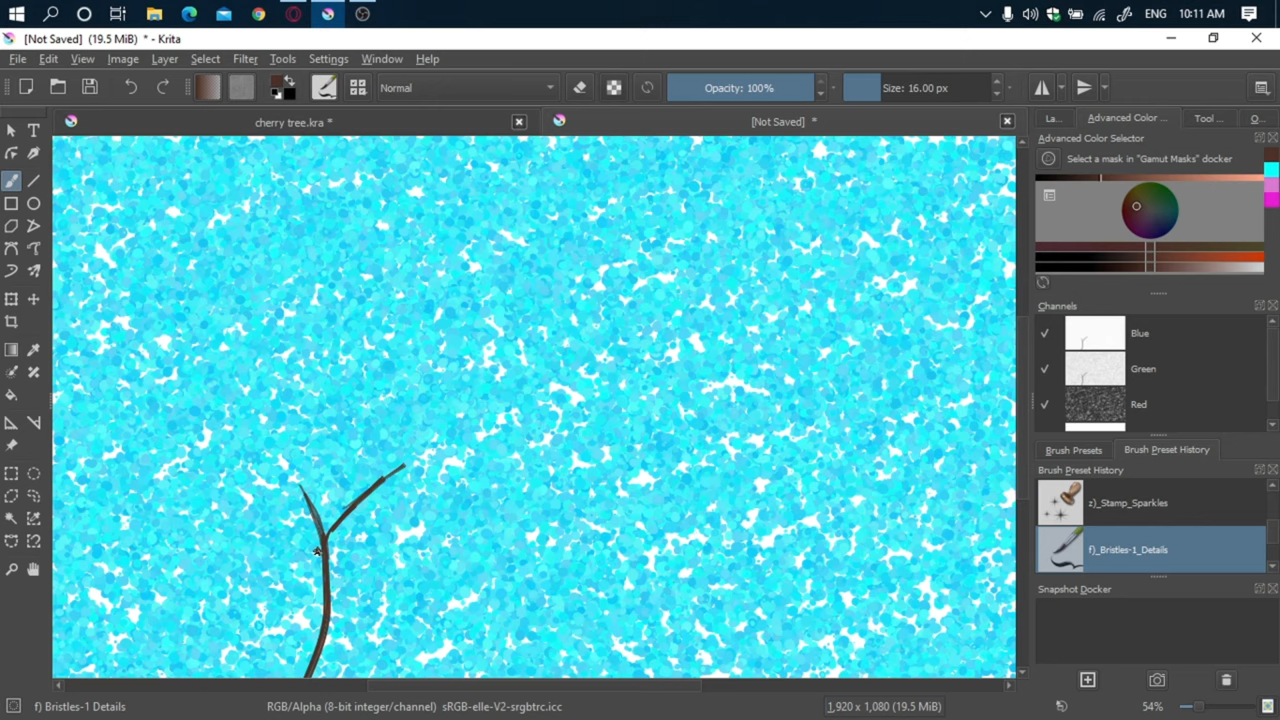 ENG 10:11 AM
[Not Saved] (19.5 MiB) * - Krita
File Edit View Image Layer Select Filter Tools Settings Window Help
Normal Opacity: 100% Size: 16.00 px
cherry tree.kra * [Not Saved] * La... Advanced Color ... Tool ... O...
Advanced Color Selector
Select a mask in "Gamut Masks" docker
Channels
Blue
Green
Red
Brush Presets Brush Preset History
Brush Preset History
z)_Stamp_Sparkles
f)_Bristles-1_Details
Snapshot Docker
f) Bristles-1 Details RGB/Alpha (8-bit integer/channel) sRGB-elle-V2-srgbtrc.icc 1,920 x 1,080 (19.5 MiB) 54%